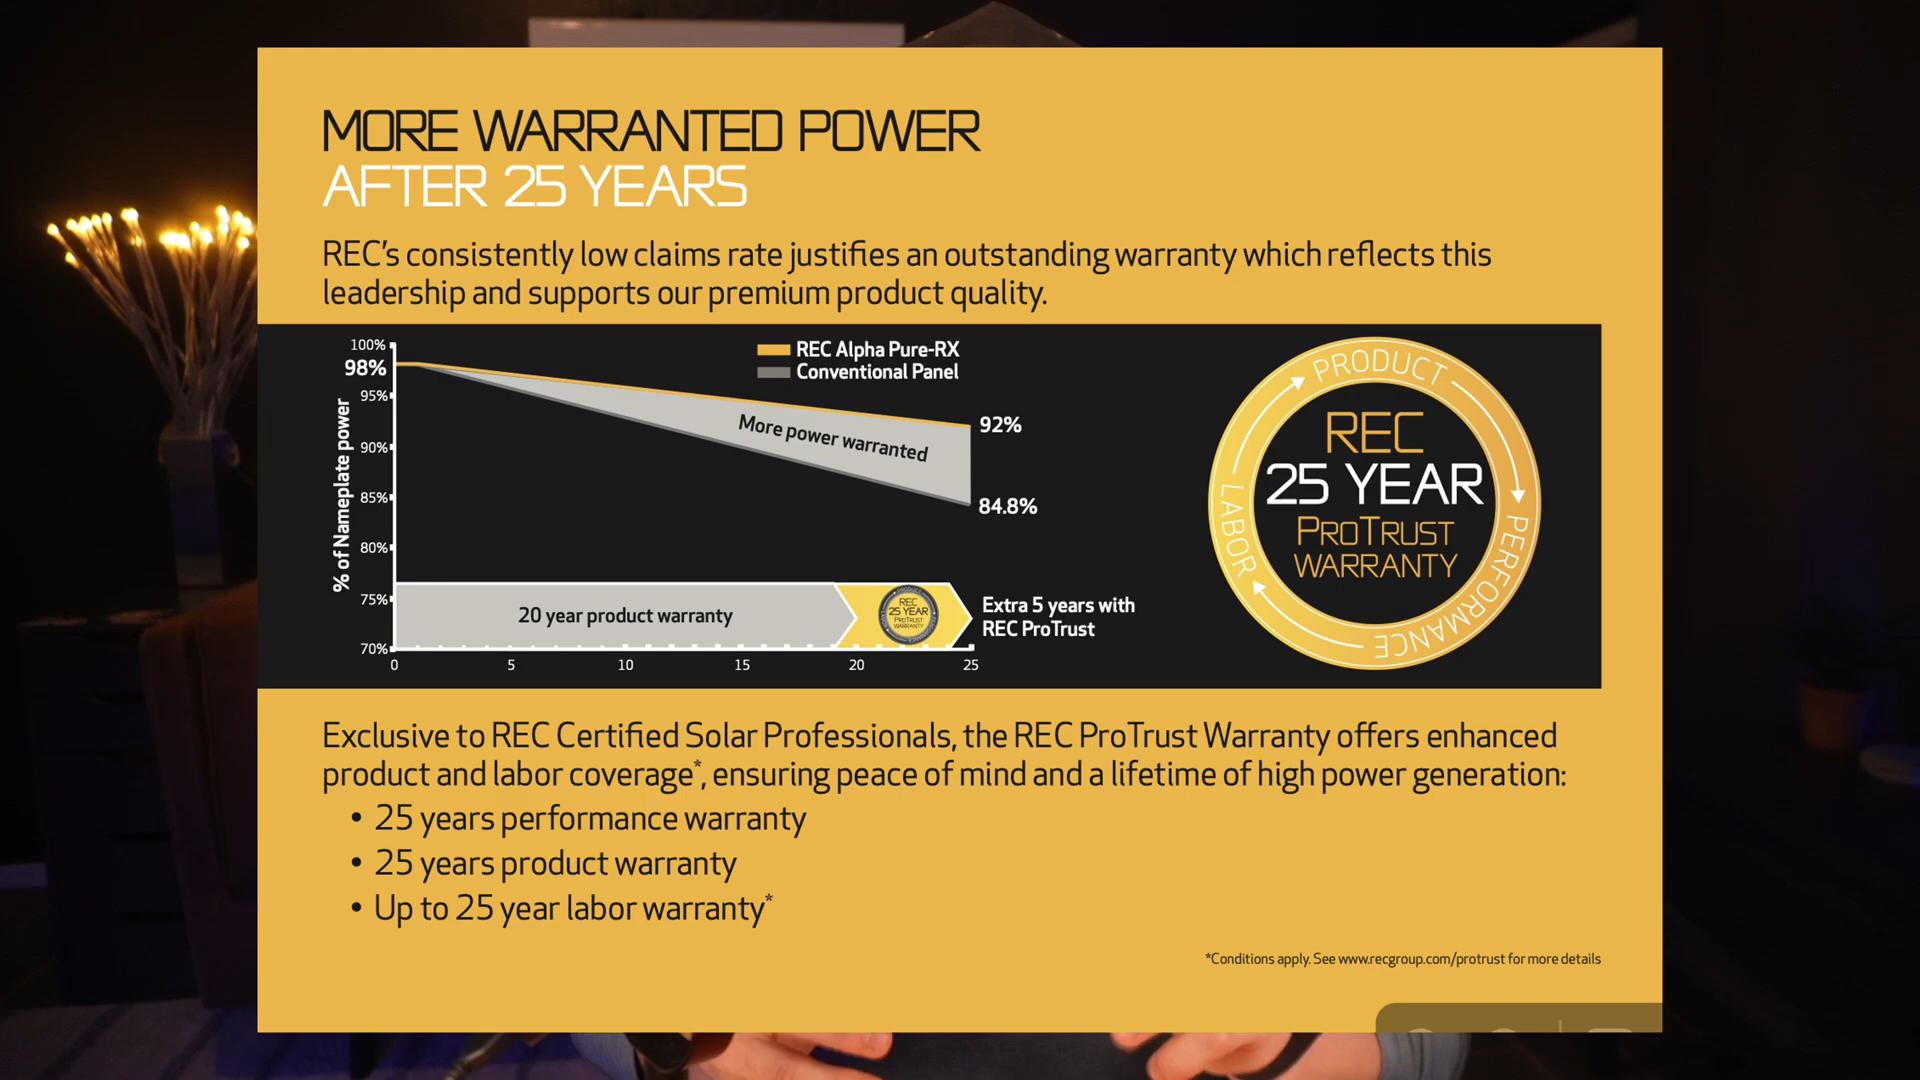 MORE WARRANTED POWER
AFTER 25 YEARS
REC's consistently low claims rate justifies an outstanding warranty which reflects this
leadership and supports our premium product quality.
100%
98%
95%
90%
85%
80%
75%
70%
% of Nameplate power
REC Alpha Pure-RX
Conventional Panel
More power warranted
92%
84.8%
20 year product warranty
REC
25 YEAR
PROTRUST
WARRANTY
Extra 5 years with
REC ProTrust
0 5 10 15 20 25
PRODUCT
PERFORMANCE
LABOR
REC
25 YEAR
PROTRUST
WARRANTY
Exclusive to REC Certified Solar Professionals, the REC ProTrust Warranty offers enhanced
product and labor coverage*, ensuring peace of mind and a lifetime of high power generation:
• 25 years performance warranty
• 25 years product warranty
• Up to 25 year labor warranty*
*Conditions apply. See www.recgroup.com/protrust for more details